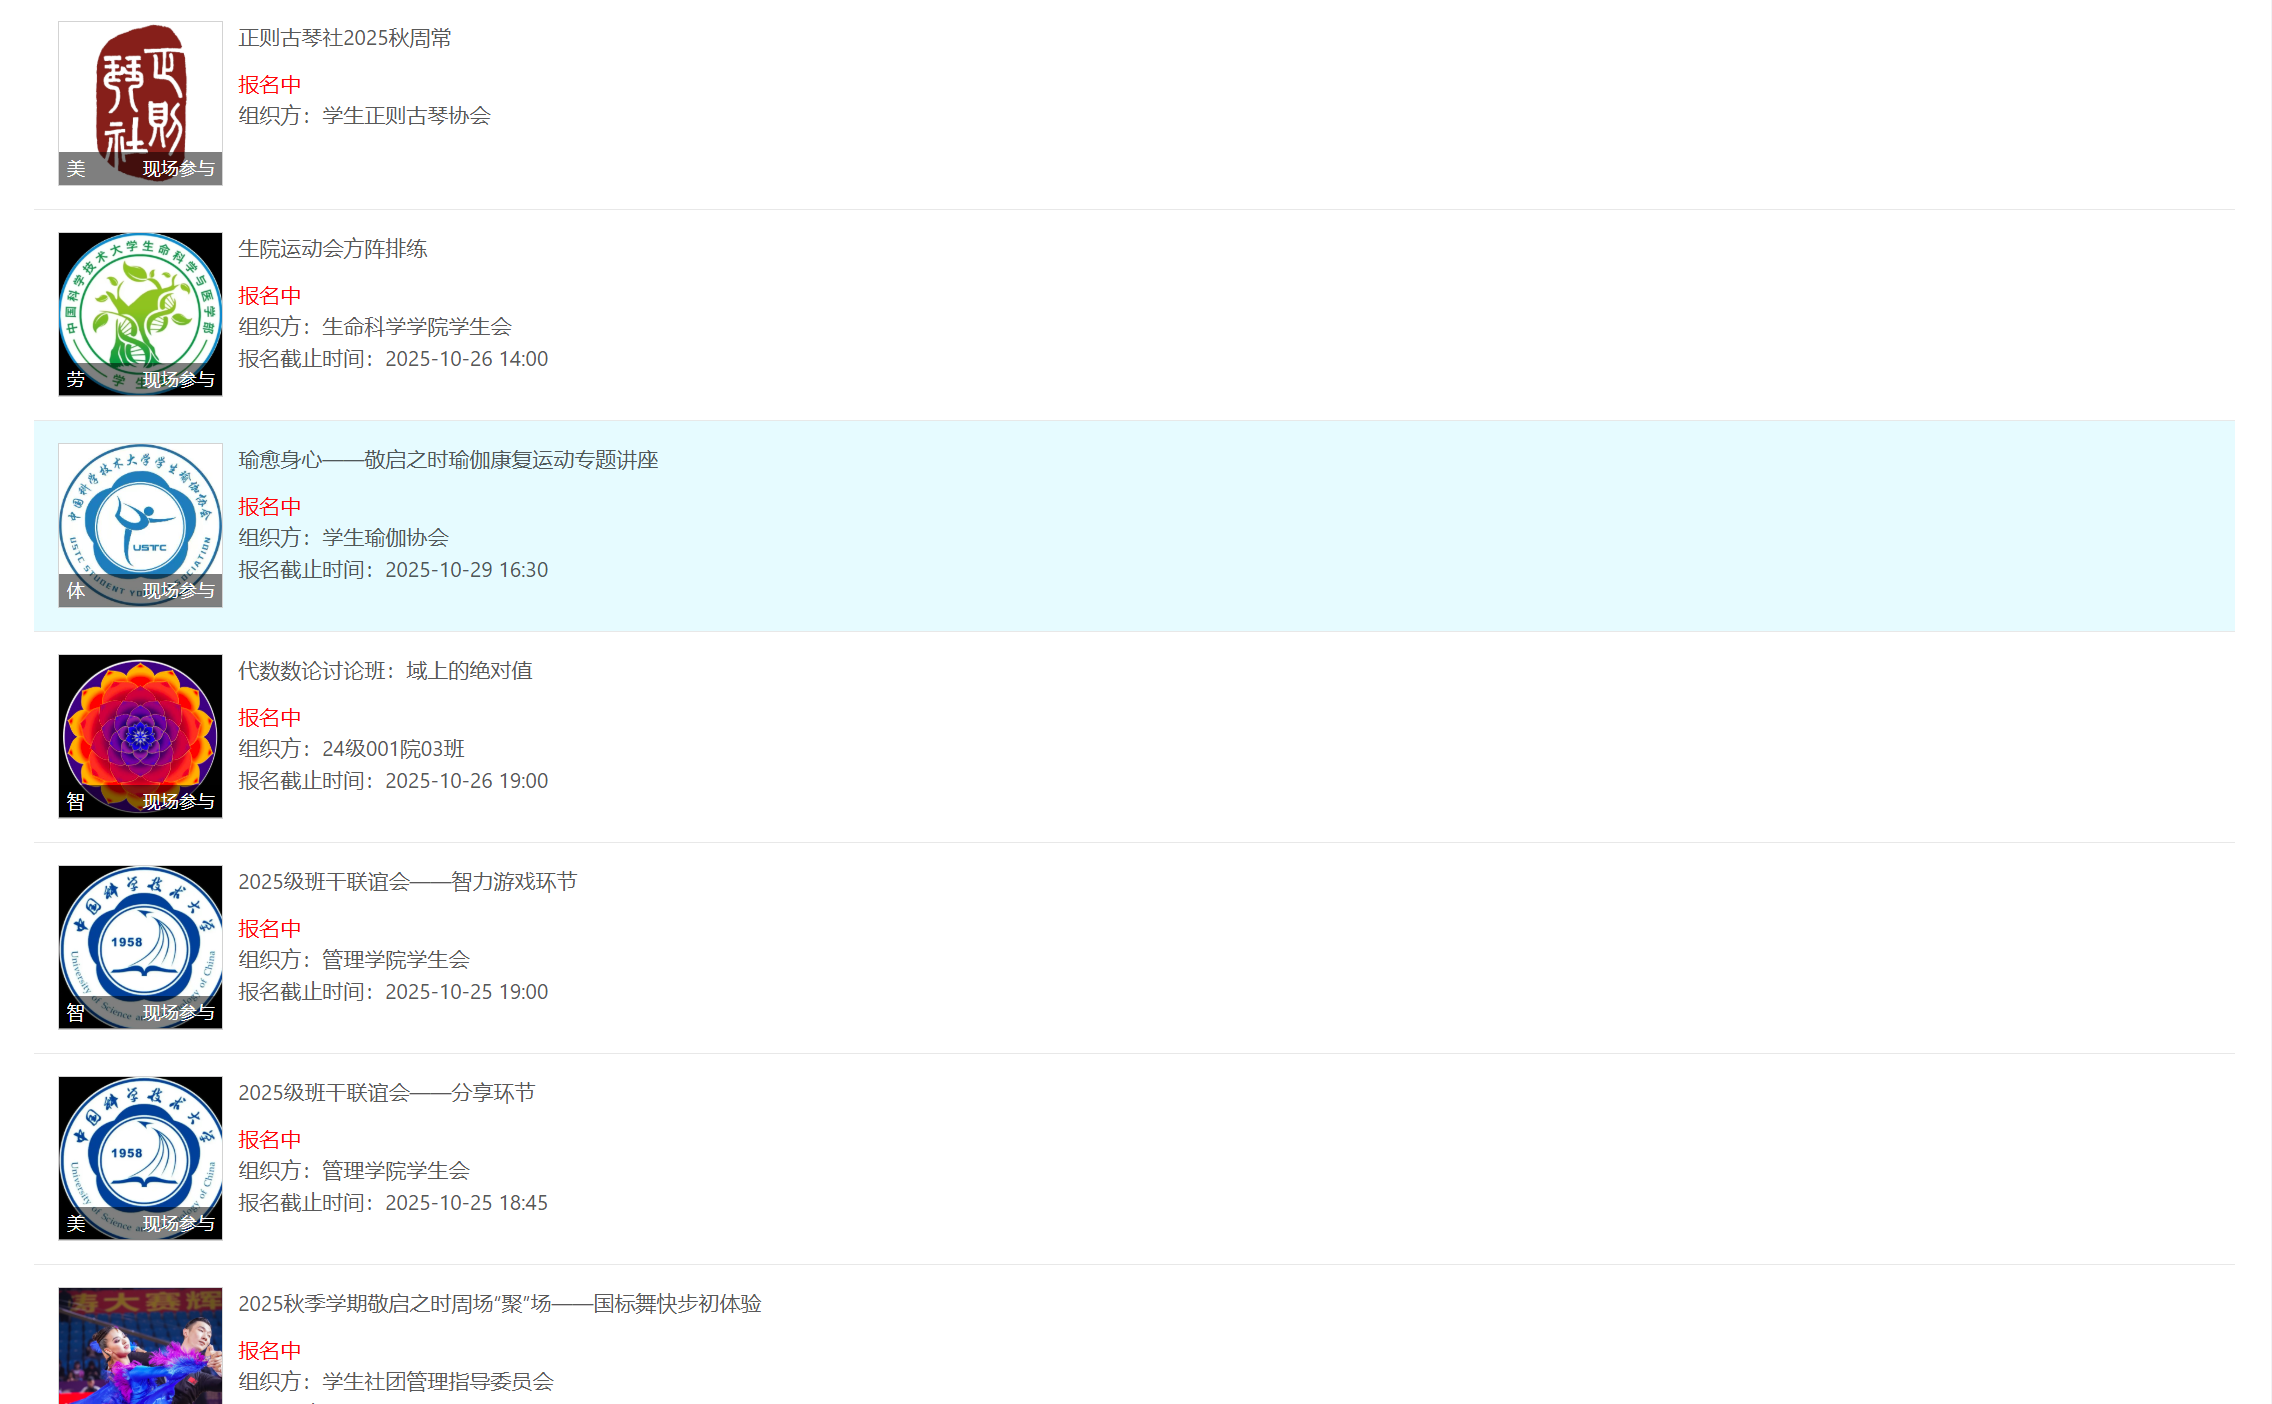 正则古琴社2025秋周常
报名中
组织方：学生正则古琴协会
正則
琴社
美 现场参与
生院运动会方阵排练
报名中
组织方：生命科学学院学生会
报名截止时间：2025-10-26 14:00
中国科学技术大学生命科学与医学部
学生
劳 现场参与
瑜愈身心——敬启之时瑜伽康复运动专题讲座
报名中
组织方：学生瑜伽协会
报名截止时间：2025-10-29 16:30
中国科学技术大学学生瑜伽协会
USTC
USTC STUDENT
体 现场参与
代数数论讨论班：域上的绝对值
报名中
组织方：24级001院03班
报名截止时间：2025-10-26 19:00
智 现场参与
2025级班干联谊会——智力游戏环节
报名中
组织方：管理学院学生会
报名截止时间：2025-10-25 19:00
中国科学技术大学
1958
University of Science of China
智 现场参与
2025级班干联谊会——分享环节
报名中
组织方：管理学院学生会
报名截止时间：2025-10-25 18:45
中国科学技术大学
1958
University of Science of China
美 现场参与
2025秋季学期敬启之时周场“聚”场——国标舞快步初体验
报名中
组织方：学生社团管理指导委员会
大赛